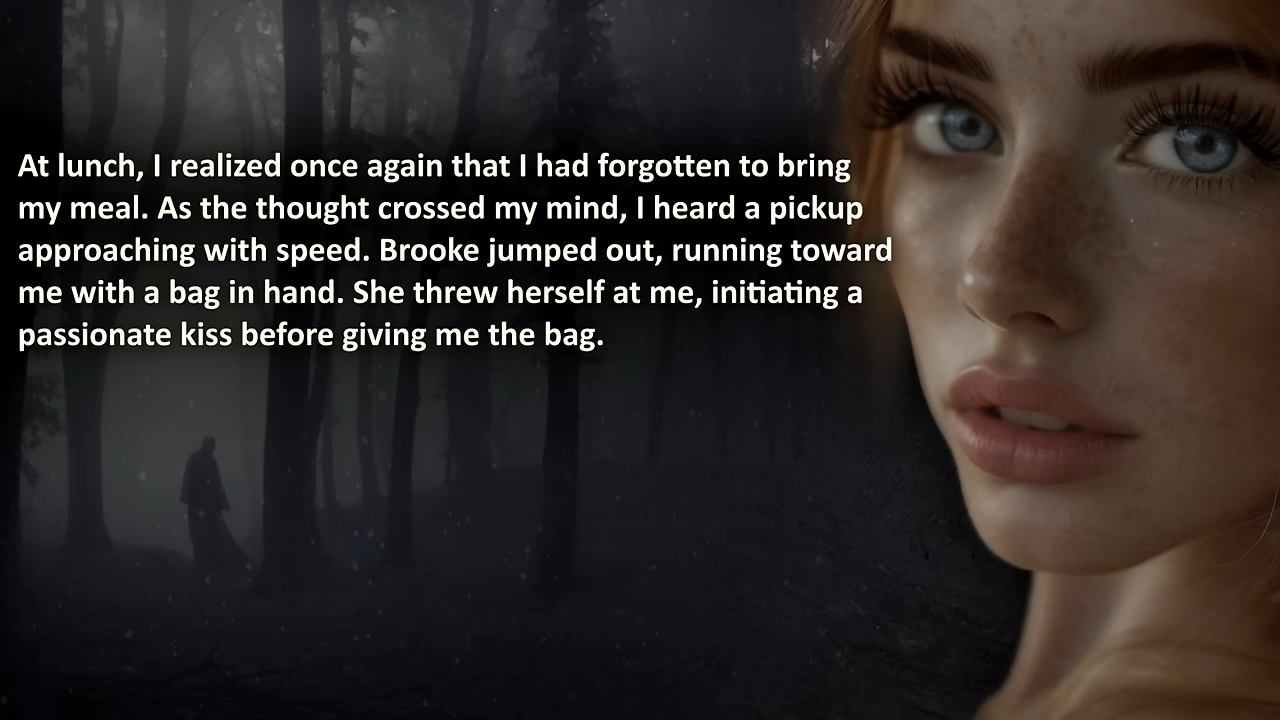 At lunch, I realized once again that I had forgotten to bring
my meal. As the thought crossed my mind, I heard a pickup
approaching with speed. Brooke jumped out, running toward
me with a bag in hand. She threw herself at me, initiating a
passionate kiss before giving me the bag.